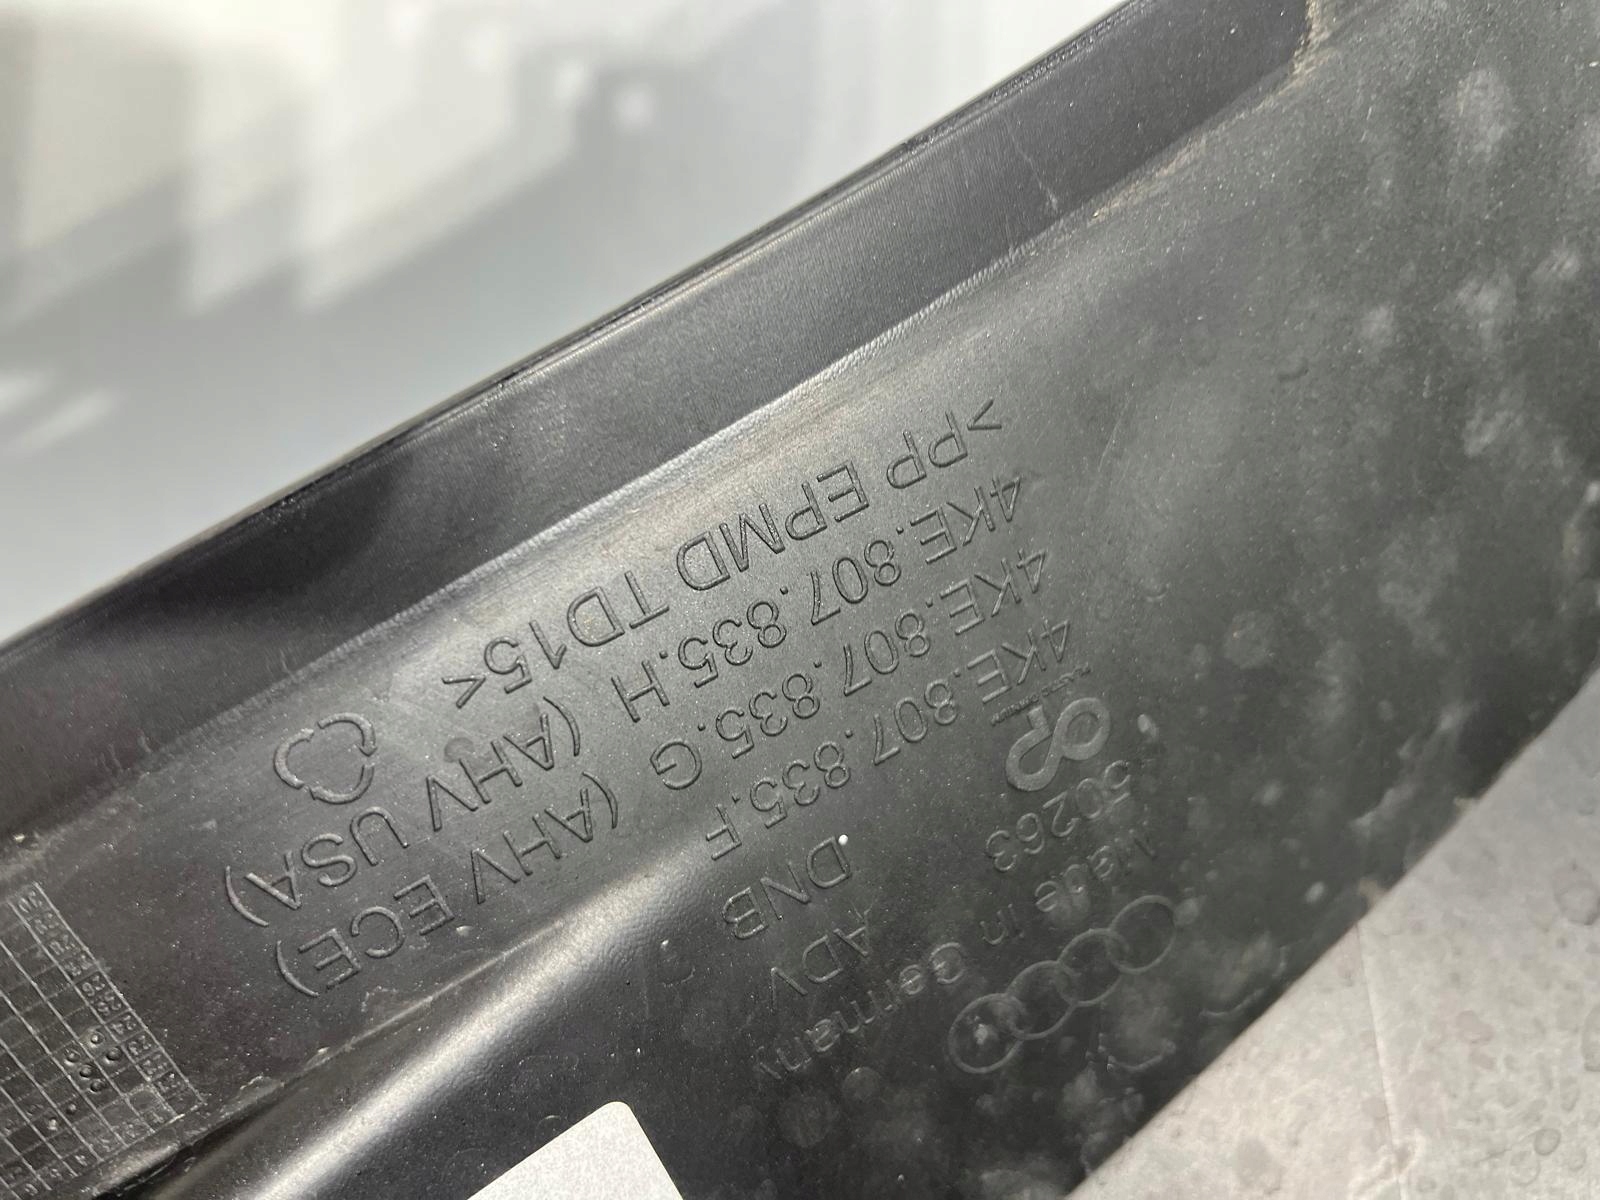 Made in Germany
50263 ADV
DNB
4KE.807.835.F
4KE.807.835.G (AHV ECE)
4KE.807.835.H (AHV USA)
>PP EPMD TD15<